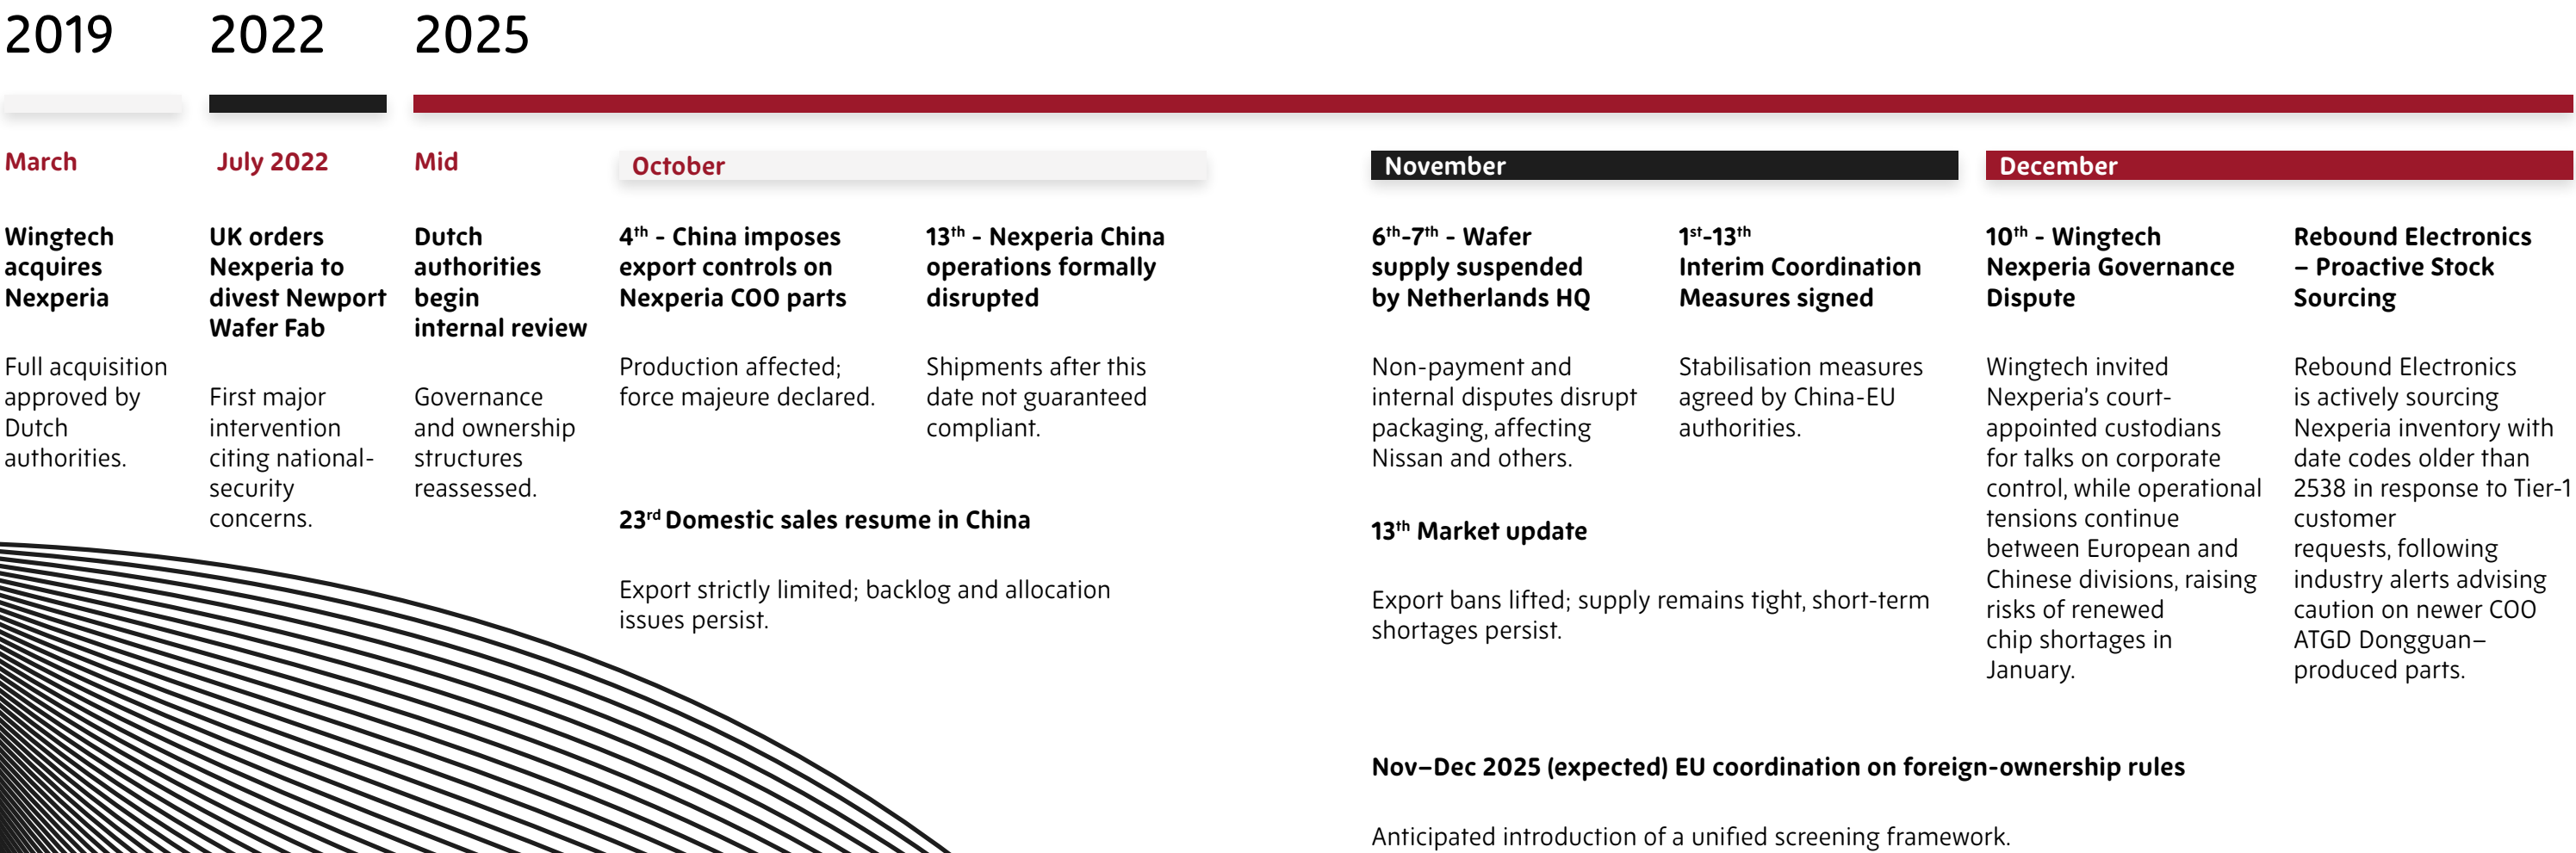 2019
2022
2025
March
July 2022
Mid
October
November
December
Wingtech
acquires
Nexperia
Full acquisition
approved by
Dutch
authorities.
UK orders
Nexperia to
divest Newport
Wafer Fab
First major
intervention
citing national-
security
concerns.
Dutch
authorities
begin
internal review
Governance
and ownership
structures
reassessed.
4th - China imposes
export controls on
Nexperia COO parts
Production affected;
force majeure declared.
13th - Nexperia China
operations formally
disrupted
Shipments after this
date not guaranteed
compliant.
23rd Domestic sales resume in China
Export strictly limited; backlog and allocation
issues persist.
6th-7th - Wafer
supply suspended
by Netherlands HQ
Non-payment and
internal disputes disrupt
packaging, affecting
Nissan and others.
1st-13th
Interim Coordination
Measures signed
Stabilisation measures
agreed by China-EU
authorities.
13th Market update
Export bans lifted; supply remains tight, short-term
shortages persist.
10th - Wingtech
Nexperia Governance
Dispute
Wingtech invited
Nexperia's court-
appointed custodians
for talks on corporate
control, while operational
tensions continue
between European and
Chinese divisions, raising
risks of renewed
chip shortages in
January.
Rebound Electronics
– Proactive Stock
Sourcing
Rebound Electronics
is actively sourcing
Nexperia inventory with
date codes older than
2538 in response to Tier-1
customer
requests, following
industry alerts advising
caution on newer COO
ATGD Dongguan–
produced parts.
Nov–Dec 2025 (expected) EU coordination on foreign-ownership rules
Anticipated introduction of a unified screening framework.